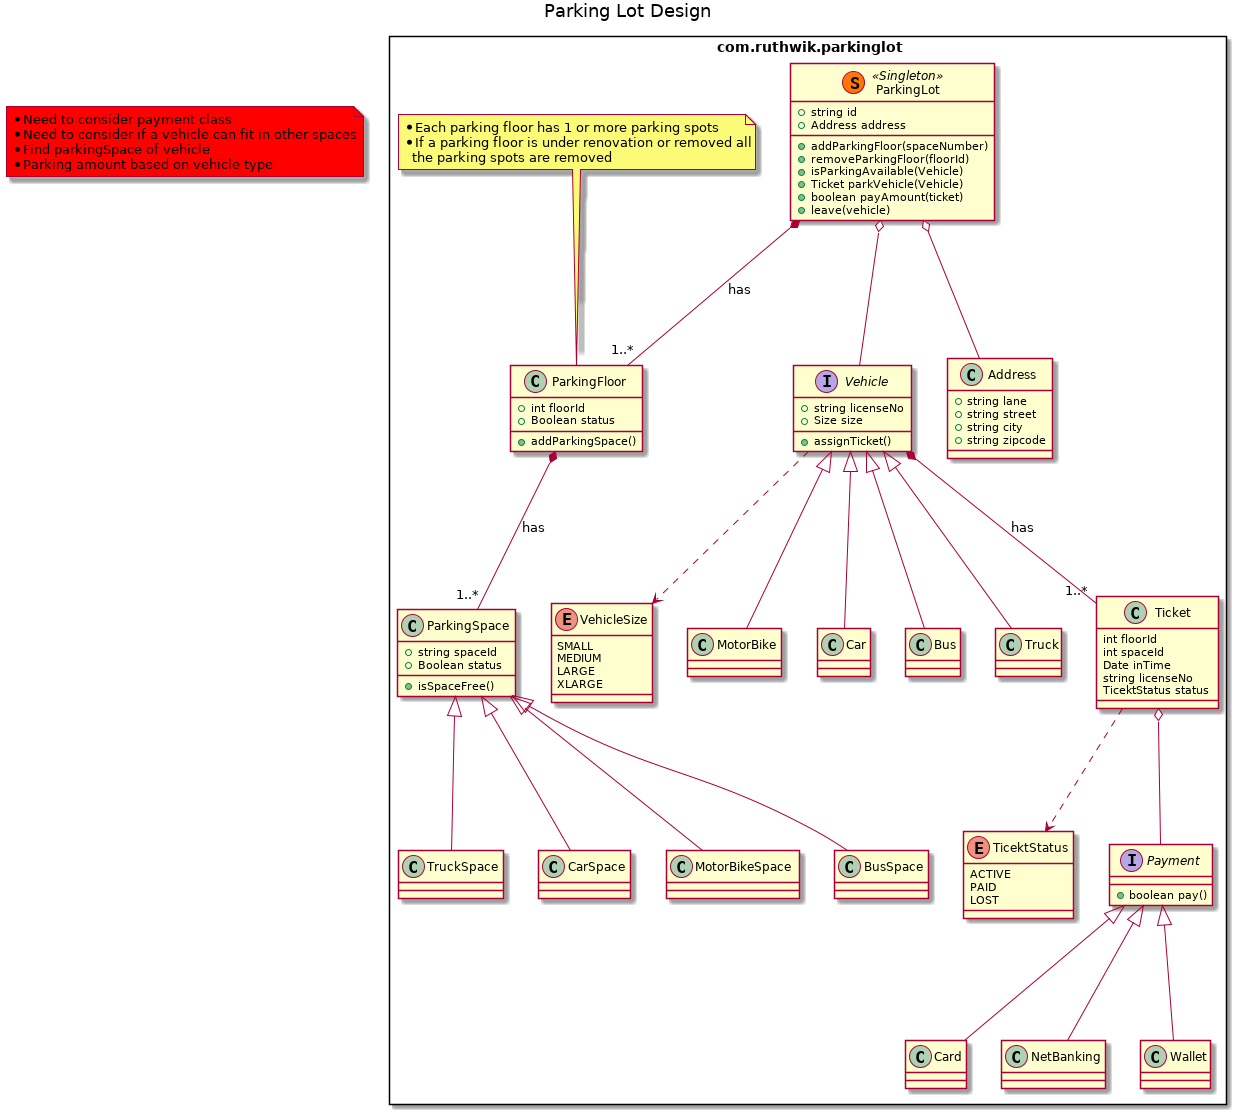 Parking Lot Design
com.ruthwik.parkinglot
•Need to consider payment class
•Need to consider if a vehicle can fit in other spaces
•Find parkingSpace of vehicle
•Parking amount based on vehicle type
•Each parking floor has 1 or more parking spots
•If a parking floor is under renovation or removed all
the parking spots are removed
S
«Singleton»
ParkingLot
string id
Address address
addParkingFloor(spaceNumber)
removeParkingFloor(floorId)
isParkingAvailable(Vehicle)
Ticket parkVehicle(Vehicle)
boolean payAmount(ticket)
leave(vehicle)
has
1..*
C ParkingFloor
int floorId
Boolean status
addParkingSpace()
I Vehicle
string licenseNo
Size size
assignTicket()
C Address
string lane
string street
string city
string zipcode
has
1..*
has
1..*
C ParkingSpace
string spaceId
Boolean status
isSpaceFree()
E VehicleSize
SMALL
MEDIUM
LARGE
XLARGE
C MotorBike
C Car
C Bus
C Truck
C Ticket
int floorId
int spaceId
Date inTime
string licenseNo
TicektStatus status
C TruckSpace
C CarSpace
C MotorBikeSpace
C BusSpace
E TicektStatus
ACTIVE
PAID
LOST
I Payment
boolean pay()
C Card
C NetBanking
C Wallet